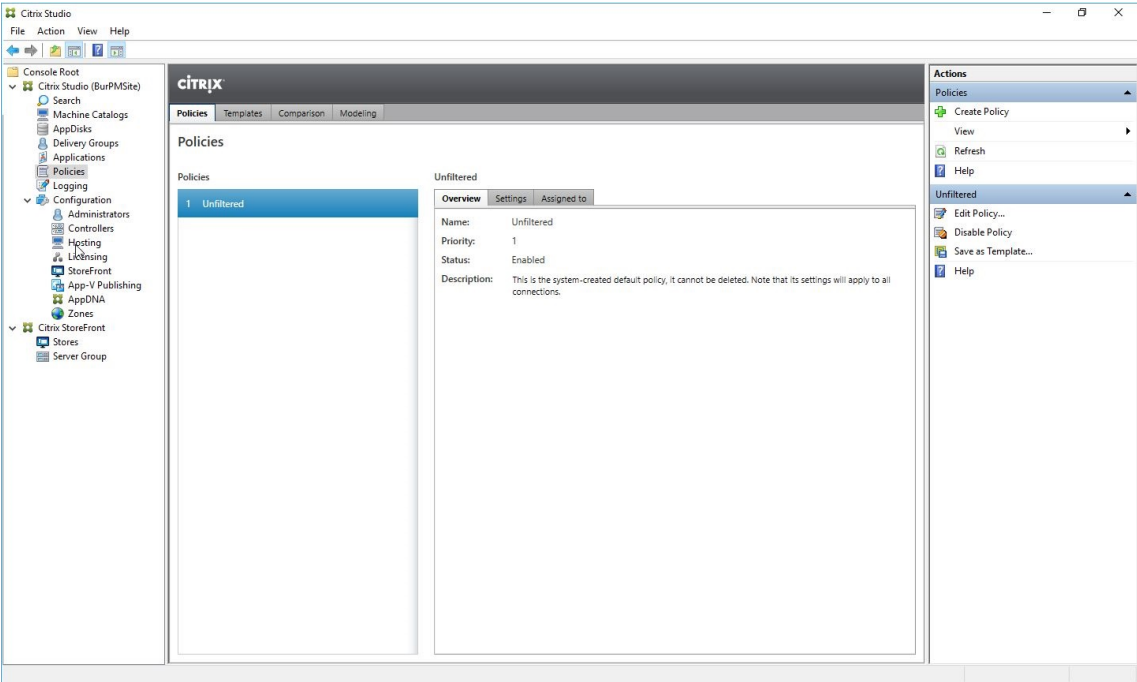 Citrix Studio
File Action View Help
Console Root
Citrix Studio (BurPMSite)
Search
Machine Catalogs
AppDisks
Delivery Groups
Applications
Policies
Logging
Configuration
Administrators
Controllers
Hosting
Licensing
StoreFront
App-V Publishing
AppDNA
Zones
Citrix StoreFront
Stores
Server Group
CITRIX
Policies Templates Comparison Modeling
Policies
Policies
1 Unfiltered
Unfiltered
Overview Settings Assigned to
Name: Unfiltered
Priority: 1
Status: Enabled
Description: This is the system-created default policy, it cannot be deleted. Note that its settings will apply to all
connections.
Actions
Policies
Create Policy
View
Refresh
Help
Unfiltered
Edit Policy...
Disable Policy
Save as Template...
Help